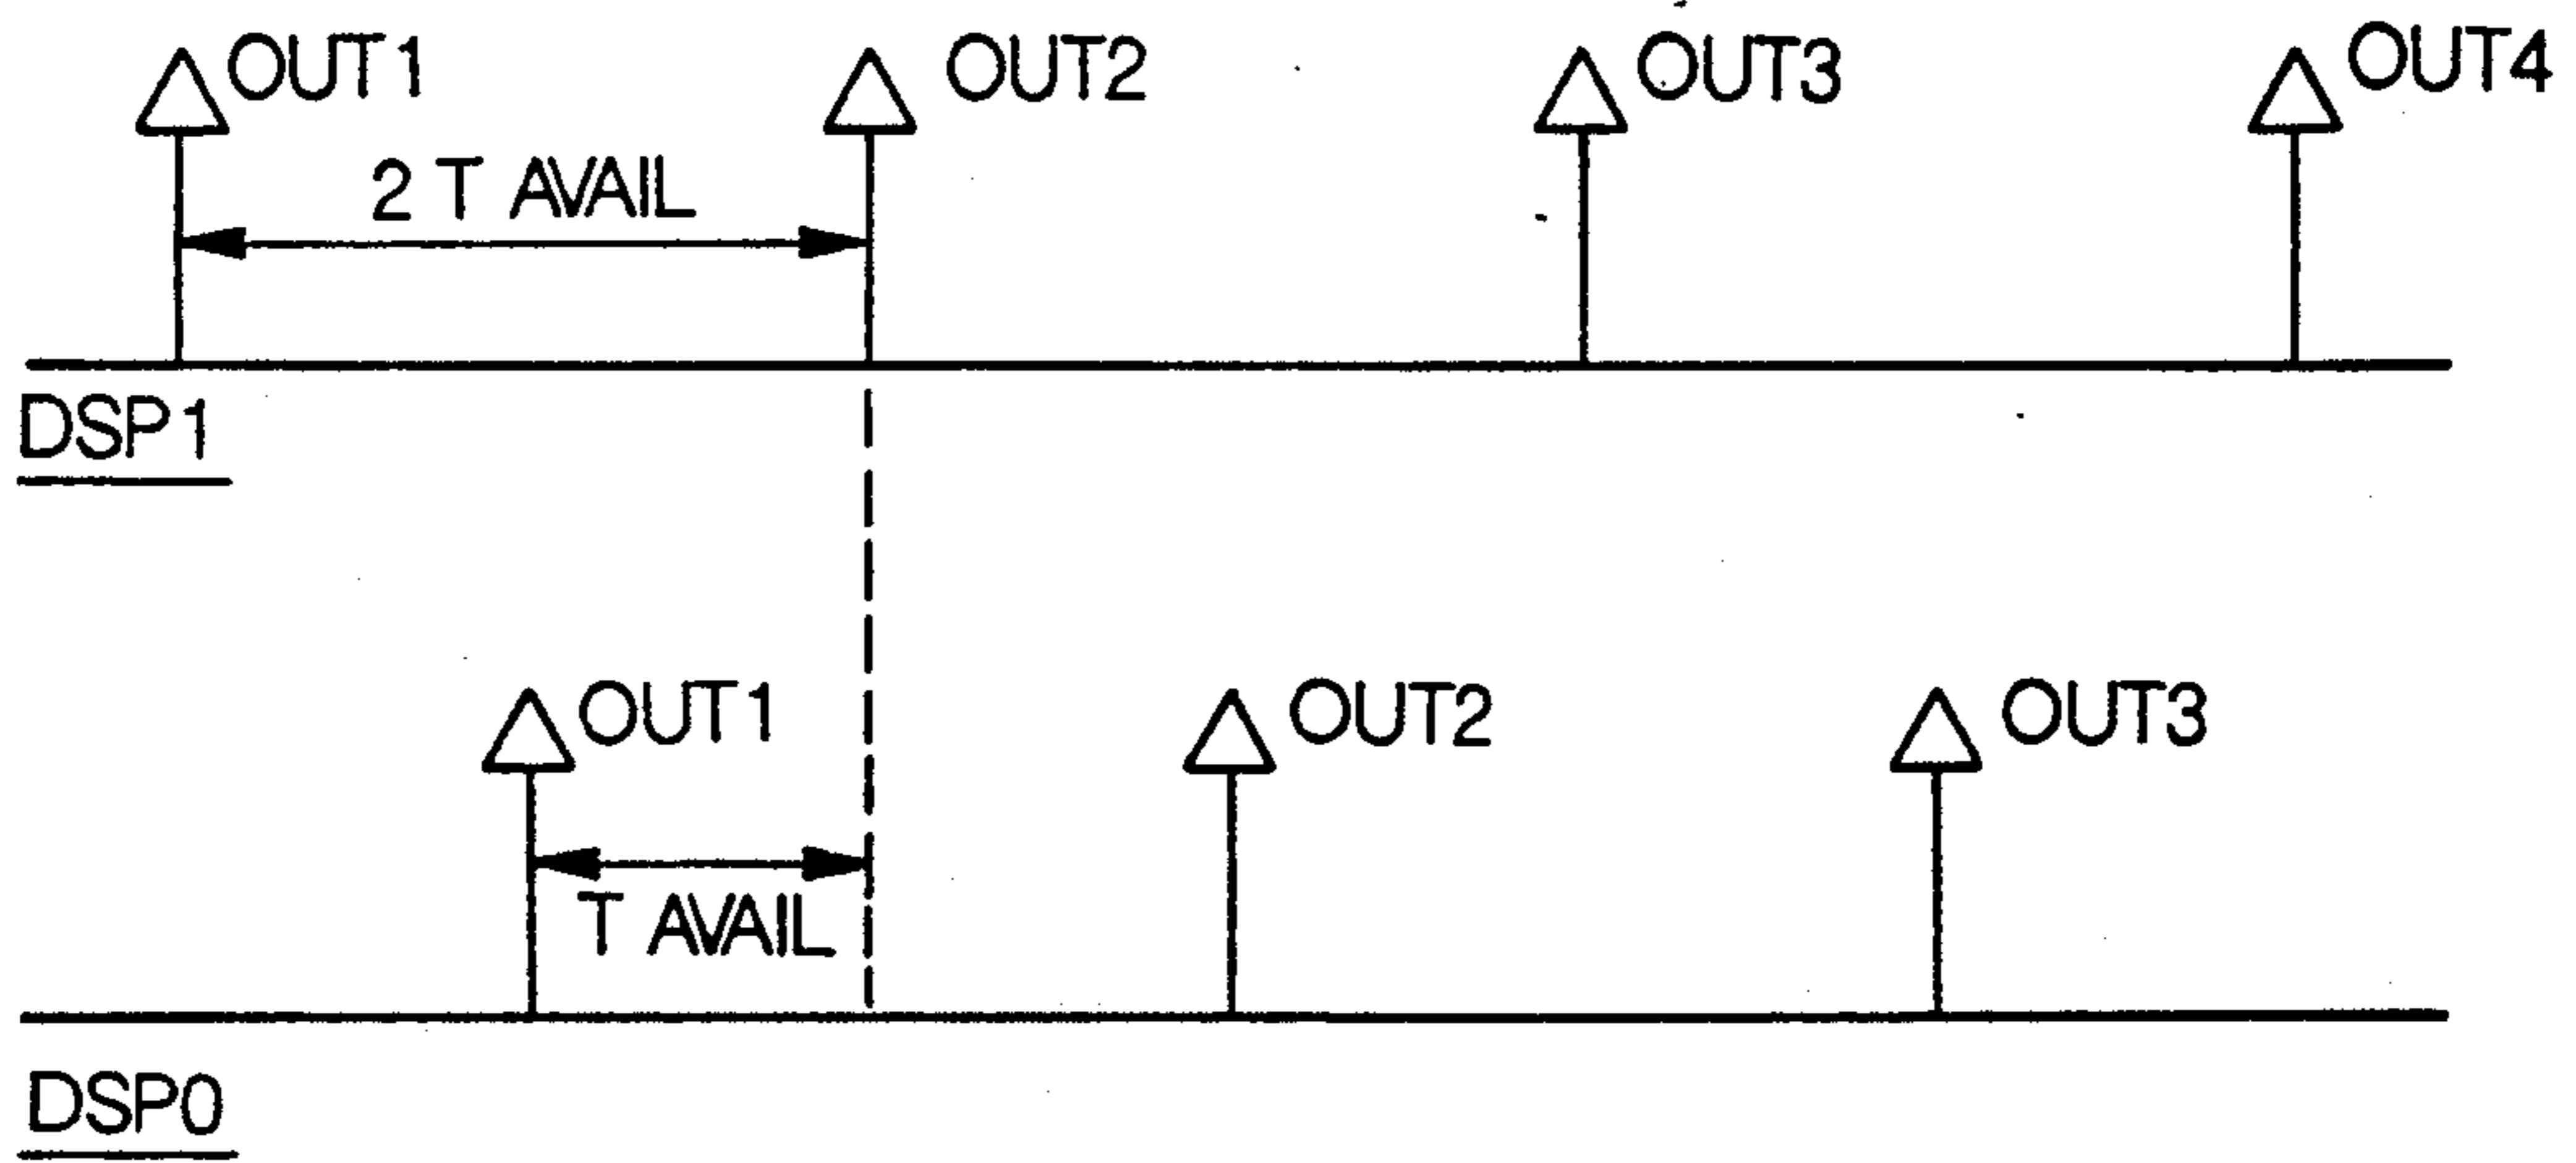 OUT1 OUT2 OUT3 OUT4
2 T AVAIL
DSP1
OUT1 OUT2 OUT3
T AVAIL
DSP0